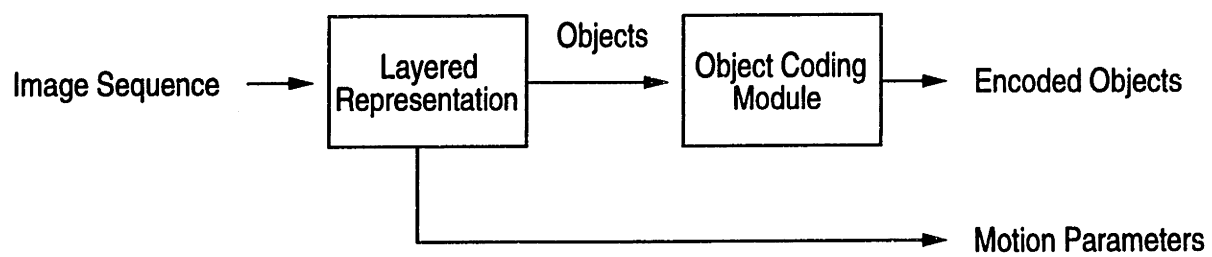 Image Sequence
Layered
Representation
Objects
Object Coding
Module
Encoded Objects
Motion Parameters